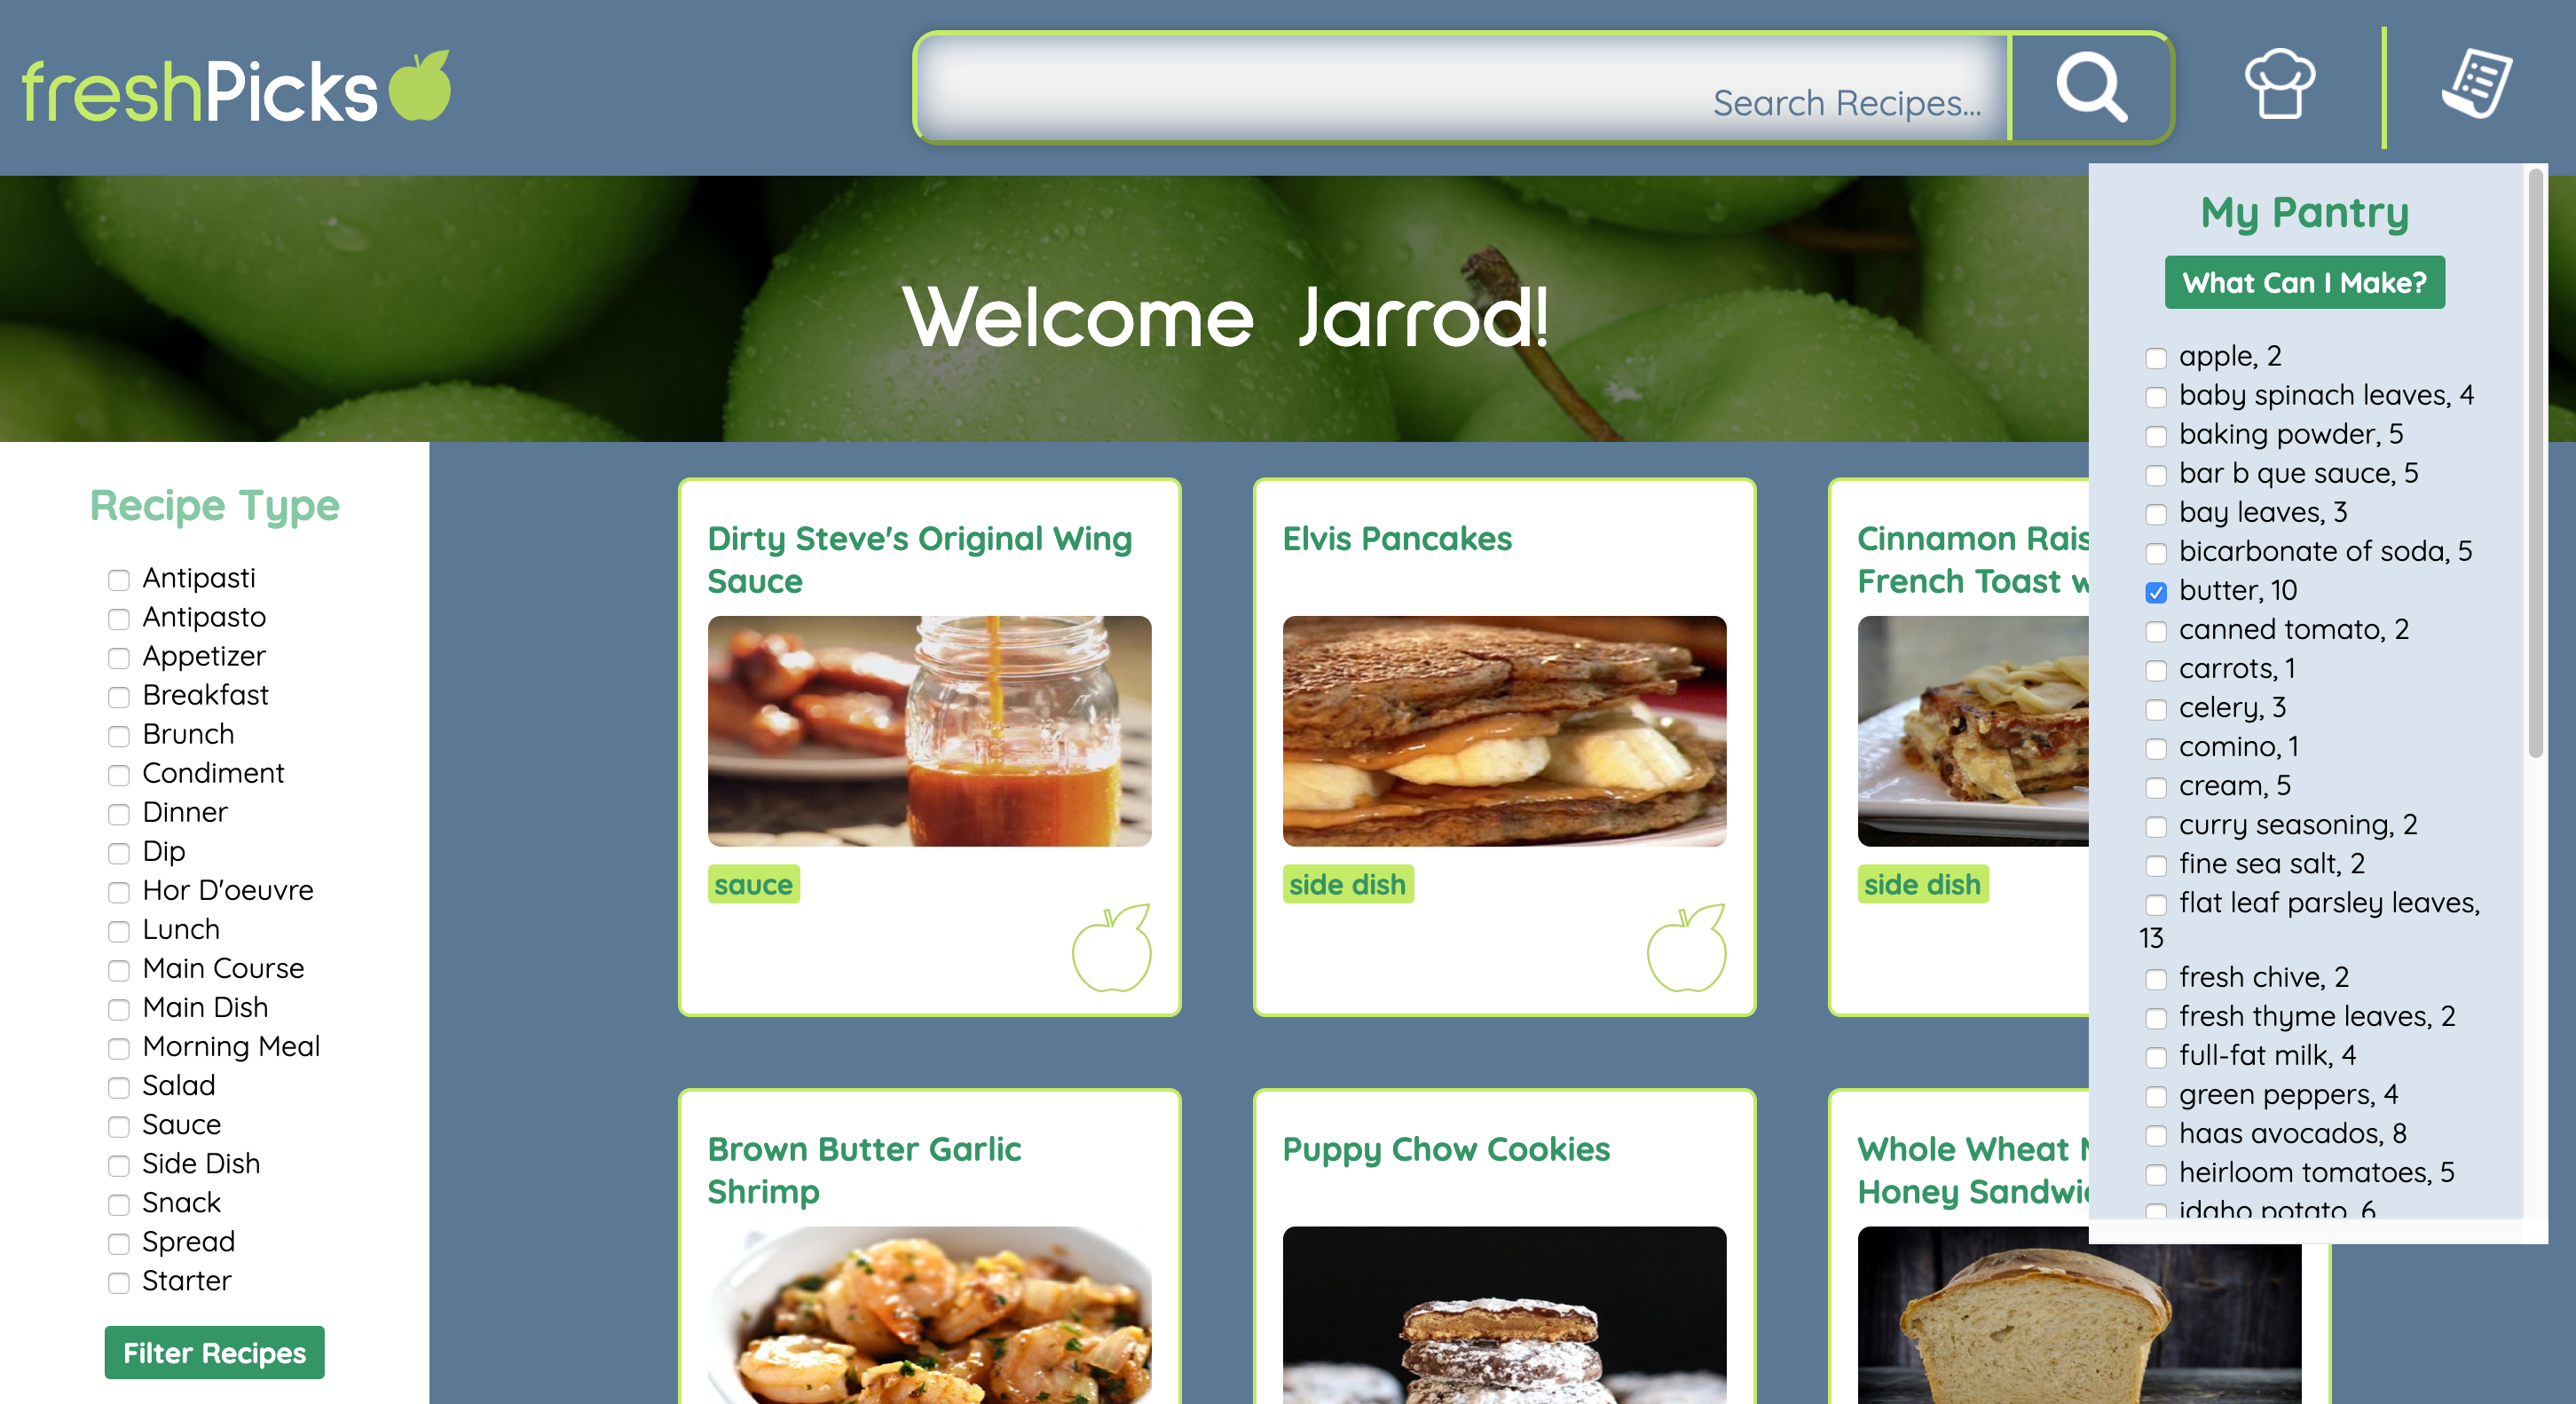 freshPicks
Search Recipes...
Welcome Jarrod!
My Pantry
What Can I Make?
apple, 2
baby spinach leaves, 4
baking powder, 5
bar b que sauce, 5
bay leaves, 3
bicarbonate of soda, 5
butter, 10
canned tomato, 2
carrots, 1
celery, 3
comino, 1
cream, 5
curry seasoning, 2
fine sea salt, 2
flat leaf parsley leaves,
13
fresh chive, 2
fresh thyme leaves, 2
full-fat milk, 4
green peppers, 4
haas avocados, 8
heirloom tomatoes, 5
idaho potato, 6
Recipe Type
Antipasti
Antipasto
Appetizer
Breakfast
Brunch
Condiment
Dinner
Dip
Hor D'oeuvre
Lunch
Main Course
Main Dish
Morning Meal
Salad
Sauce
Side Dish
Snack
Spread
Starter
Filter Recipes
Dirty Steve's Original Wing
Sauce
sauce
Elvis Pancakes
side dish
Cinnamon
French Toast
side dish
Brown Butter Garlic
Shrimp
Puppy Chow Cookies
Whole Wheat
Honey